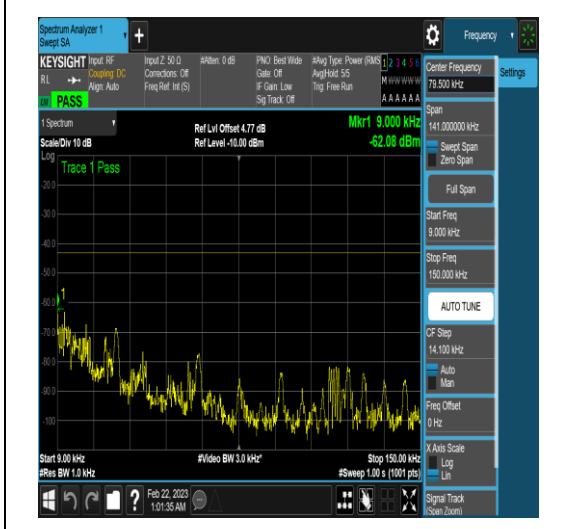 Spectrum Analyzer 1
Swept SA
Frequency
KEYSIGHT
RL
Input: RF
Coupling: DC
Align: Auto
Input Z: 50 Ω
Corrections: Off
Freq Ref: Int (S)
#Atten: 0 dB
PNO: Best Wide
Gate: Off
IF Gain: Low
Sig Track: Off
#Avg Type: Power (RMS
Avg|Hold: 5/5
Trig: Free Run
1 2 3 4 5 6
M W W W W W
A A A A A A
PASS
1 Spectrum
Scale/Div 10 dB
Ref Lvl Offset 4.77 dB
Ref Level -10.00 dBm
Mkr1 9.000 kHz
-62.08 dBm
Log
Trace 1 Pass
-20.0
-30.0
-40.0
-50.0
-60.0
-70.0
-80.0
-90.0
-100
1
Start 9.00 kHz
#Res BW 1.0 kHz
#Video BW 3.0 kHz*
Stop 150.00 kHz
#Sweep 1.00 s (1001 pts)
Feb 22, 2023
1:01:35 AM
?
Center Frequency
79.500 kHz
Settings
Span
141.000000 kHz
Swept Span
Zero Span
Full Span
Start Freq
9.000 kHz
Stop Freq
150.000 kHz
AUTO TUNE
CF Step
14.100 kHz
Auto
Man
Freq Offset
0 Hz
X Axis Scale
Log
Lin
Signal Track
(Span Zoom)